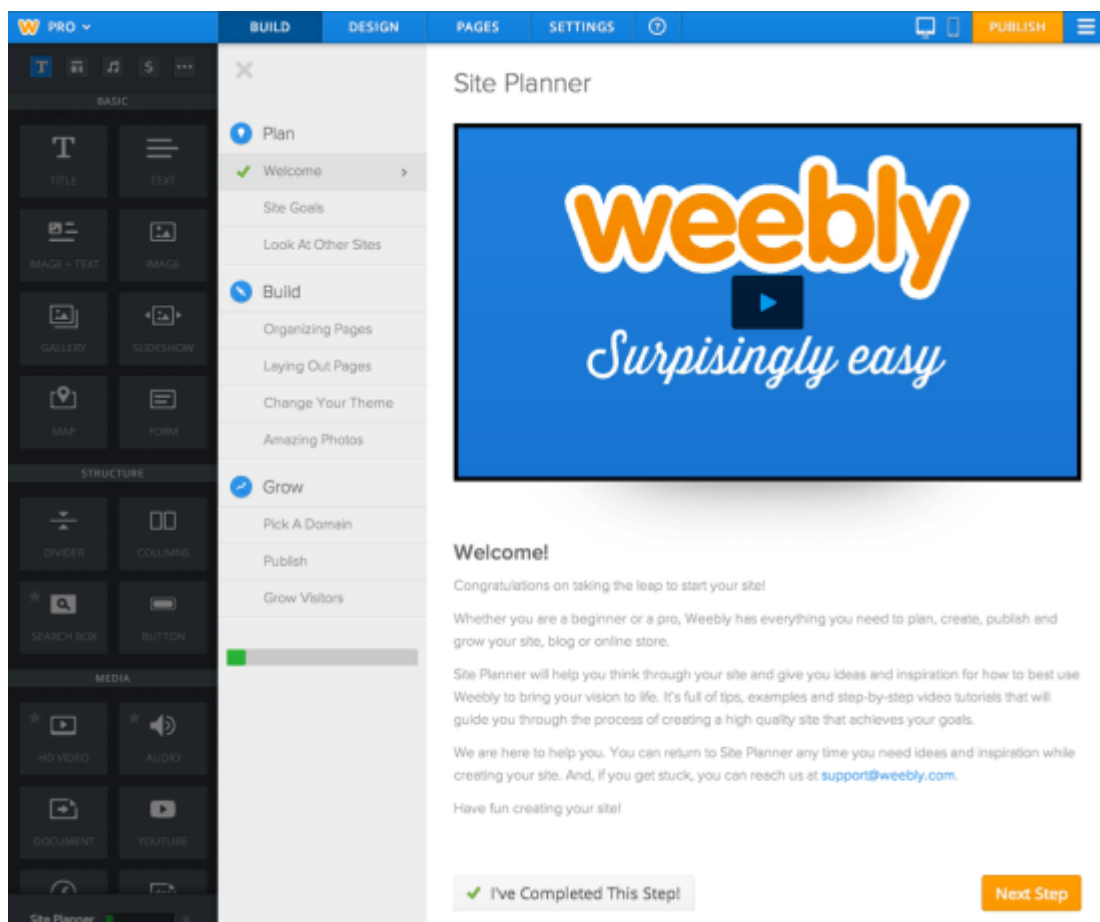 PRO
BUILD
DESIGN
PAGES
SETTINGS
?
PUBLISH
T
$
BASIC
T
TITLE
TEXT
IMAGE + TEXT
IMAGE
GALLERY
SLIDESHOW
MAP
FORM
STRUCTURE
DIVIDER
COLUMNS
SEARCH BOX
BUTTON
MEDIA
HD VIDEO
AUDIO
DOCUMENT
YOUTUBE
Site Planner
Plan
Welcome
Site Goals
Look At Other Sites
Build
Organizing Pages
Laying Out Pages
Change Your Theme
Amazing Photos
Grow
Pick A Domain
Publish
Grow Visitors
Site Planner
weebly
Surpisingly easy
Welcome!
Congratulations on taking the leap to start your site!
Whether you are a beginner or a pro, Weebly has everything you need to plan, create, publish and
grow your site, blog or online store.
Site Planner will help you think through your site and give you ideas and inspiration for how to best use
Weebly to bring your vision to life. It's full of tips, examples and step-by-step video tutorials that will
guide you through the process of creating a high quality site that achieves your goals.
We are here to help you. You can return to Site Planner any time you need ideas and inspiration while
creating your site. And, if you get stuck, you can reach us at support@weebly.com.
Have fun creating your site!
I've Completed This Step!
Next Step